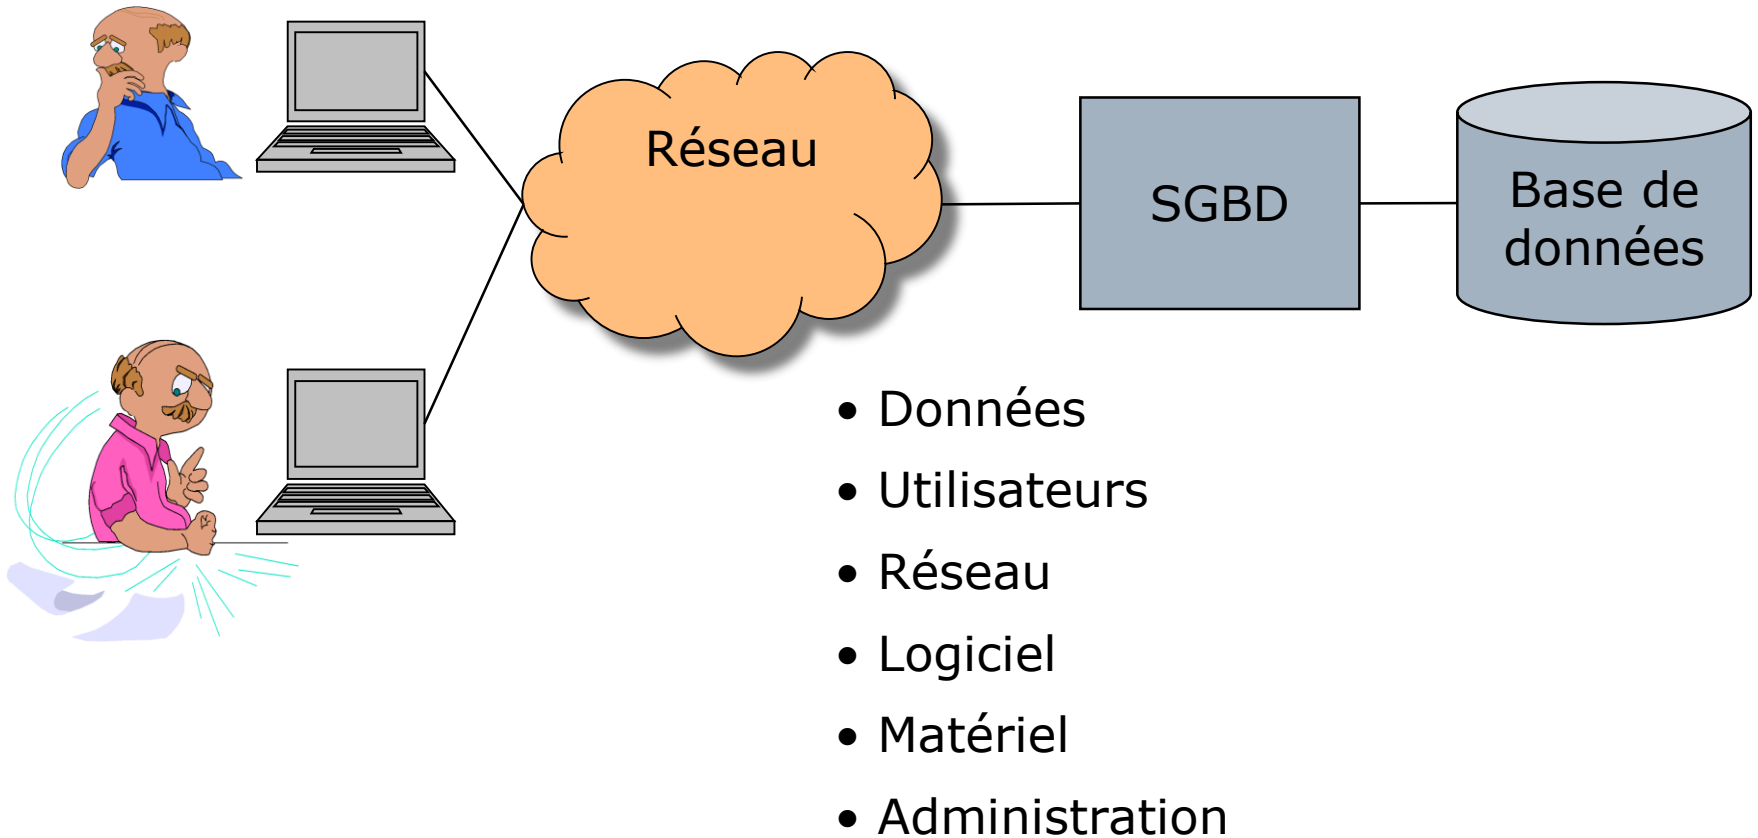 Réseau
SGBD
Base de
données
• Données
• Utilisateurs
• Réseau
• Logiciel
• Matériel
• Administration